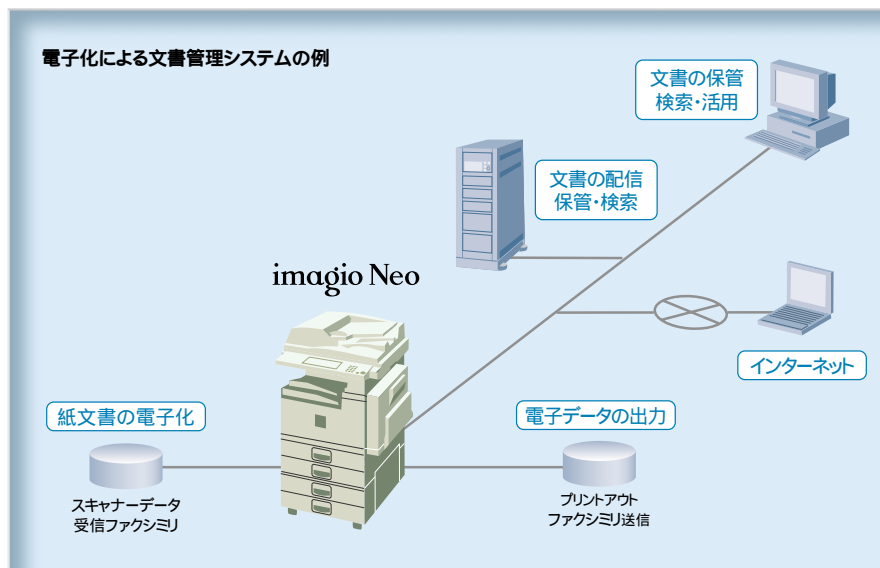 電子化による文書管理システムの例
文書の保管
検索・活用
文書の配信
保管・検索
imagio Neo
インターネット
紙文書の電子化
電子データの出力
スキャナーデータ
受信ファクシミリ
プリントアウト
ファクシミリ送信